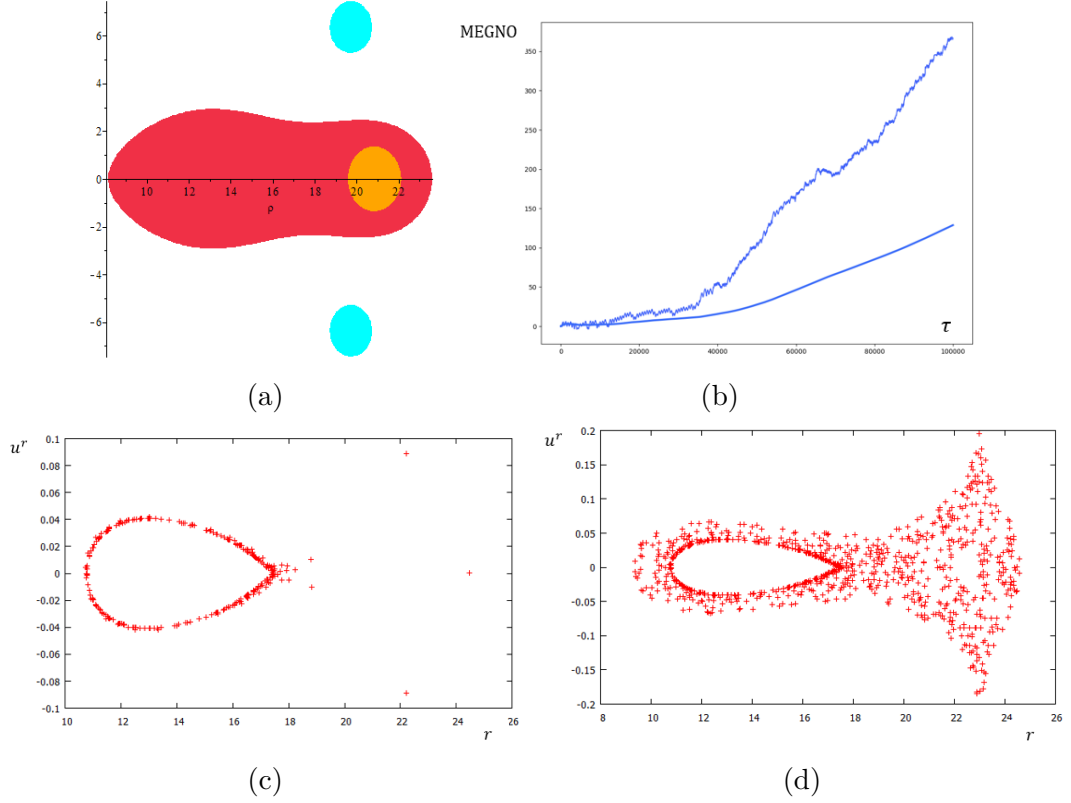 6
4
2
0
-2
-4
-6
10 12 14 16 18 20 22
ρ
(a)
MEGNO
350
300
250
200
150
100
50
0
0 20000 40000 60000 80000 100000
τ
(b)
u^r
0.1
0.08
0.06
0.04
0.02
0
-0.02
-0.04
-0.06
-0.08
-0.1
10 12 14 16 18 20 22 24 26
r
(c)
u^r
0.2
0.15
0.1
0.05
0
-0.05
-0.1
-0.15
-0.2
8 10 12 14 16 18 20 22 24 26
r
(d)